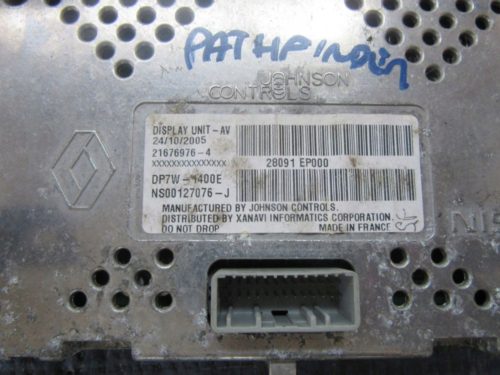 PATHFINDER
JOHNSON
CONTROLS
DISPLAY UNIT-AV
24/10/2005
21676976-4
XXXXXXXXXXXXXXX
28091 EP000
DP7W-1400E
NS00127076-J
MANUFACTURED BY JOHNSON CONTROLS.
DISTRIBUTED BY XANAVI INFORMATICS CORPORATION.
DO NOT DROP MADE IN FRANCE